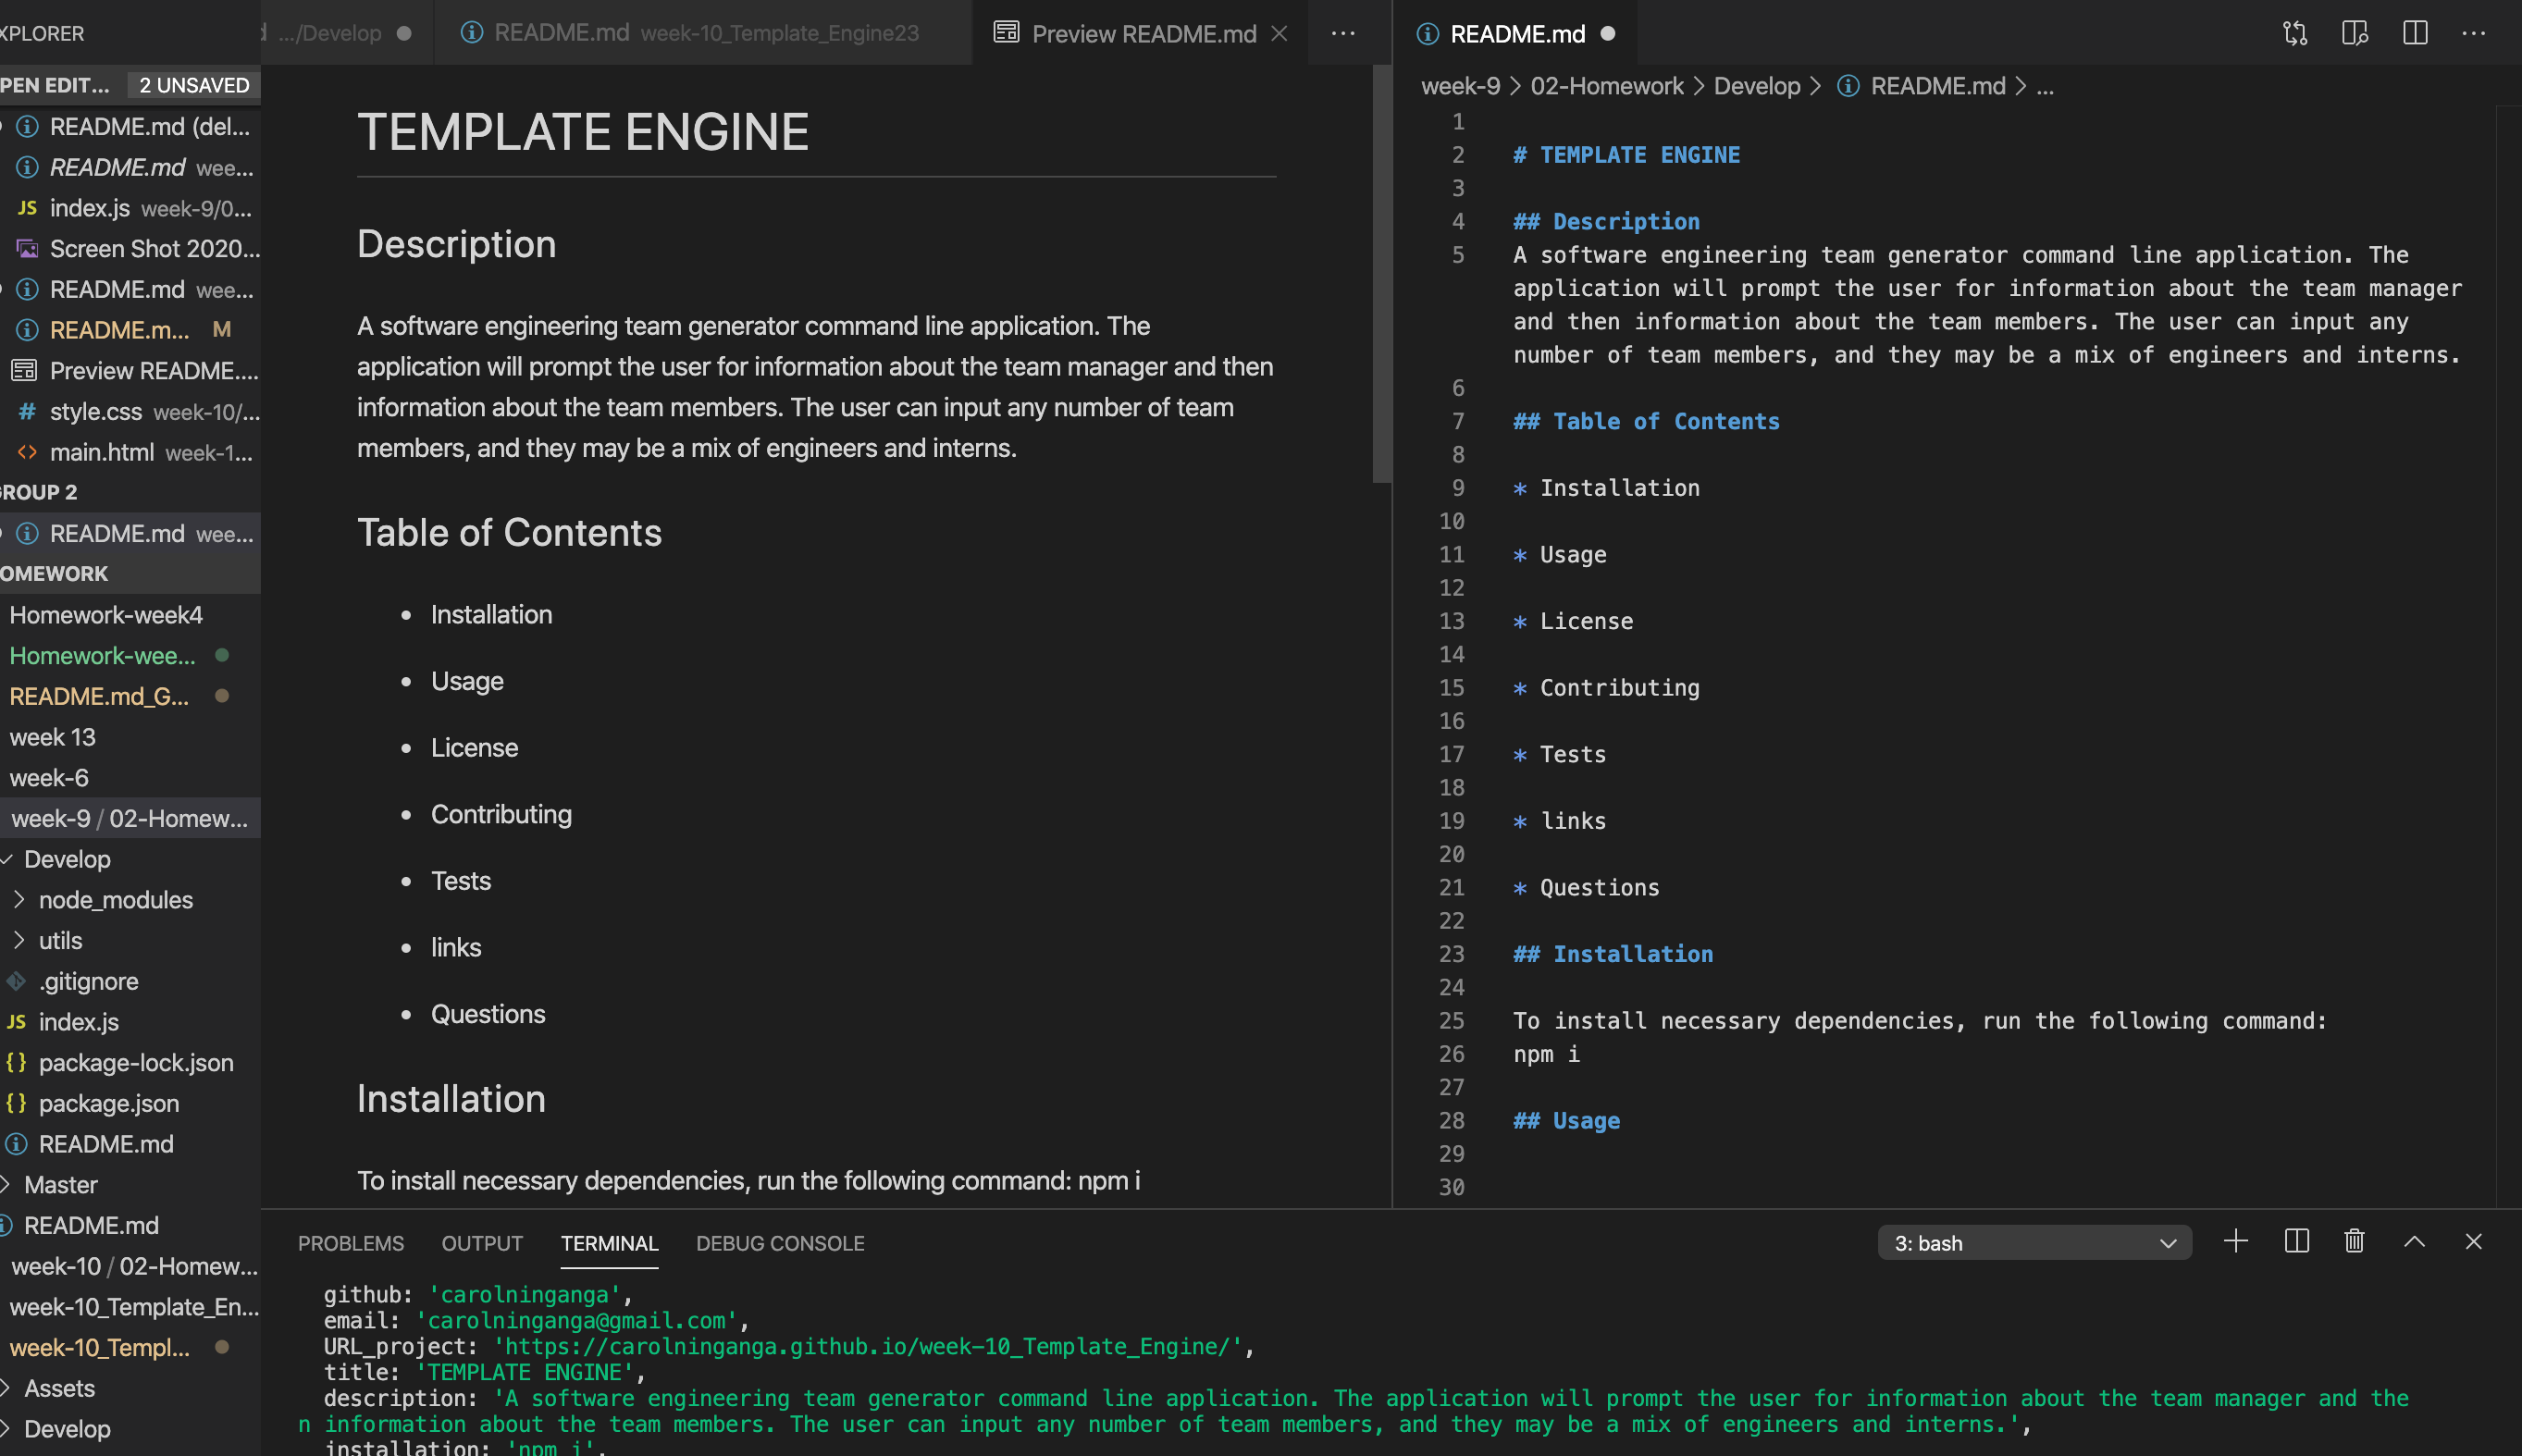 XPLORER
PEN EDIT... 2 UNSAVED
README.md (del...
README.md wee...
JS index.js week-9/0...
Screen Shot 2020...
README.md wee...
README.m... M
Preview README....
# style.css week-10/...
<> main.html week-1...
GROUP 2
README.md wee...
OMEWORK
Homework-week4
Homework-wee...
README.md_G...
week 13
week-6
week-9 / 02-Homew...
Develop
node_modules
utils
.gitignore
JS index.js
{} package-lock.json
{} package.json
README.md
Master
README.md
week-10 / 02-Homew...
week-10_Template_En...
week-10_Templ...
Assets
Develop
d .../Develop
README.md week-10_Template_Engine23
Preview README.md
...
TEMPLATE ENGINE
Description
A software engineering team generator command line application. The
application will prompt the user for information about the team manager and then
information about the team members. The user can input any number of team
members, and they may be a mix of engineers and interns.
Table of Contents
• Installation
• Usage
• License
• Contributing
• Tests
• links
• Questions
Installation
To install necessary dependencies, run the following command: npm i
README.md
...
week-9 > 02-Homework > Develop > README.md > ...
1
2 # TEMPLATE ENGINE
3
4 ## Description
5 A software engineering team generator command line application. The
application will prompt the user for information about the team manager
and then information about the team members. The user can input any
number of team members, and they may be a mix of engineers and interns.
6
7 ## Table of Contents
8
9 * Installation
10
11 * Usage
12
13 * License
14
15 * Contributing
16
17 * Tests
18
19 * links
20
21 * Questions
22
23 ## Installation
24
25 To install necessary dependencies, run the following command:
26 npm i
27
28 ## Usage
29
30
PROBLEMS OUTPUT TERMINAL DEBUG CONSOLE
3: bash
github: 'carolninganga',
email: 'carolninganga@gmail.com',
URL_project: 'https://carolninganga.github.io/week-10_Template_Engine/',
title: 'TEMPLATE ENGINE',
description: 'A software engineering team generator command line application. The application will prompt the user for information about the team manager and the
n information about the team members. The user can input any number of team members, and they may be a mix of engineers and interns.',
installation: 'npm i',